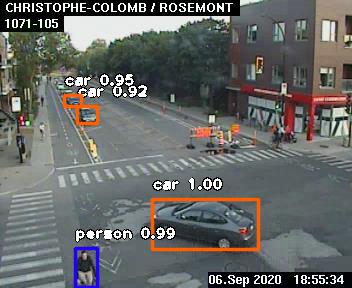 CHRISTOPHE-COLOMB / ROSEMONT
1071-105
car 0.95
car 0.92
car 1.00
person 0.99
06.Sep 2020 18:55:34